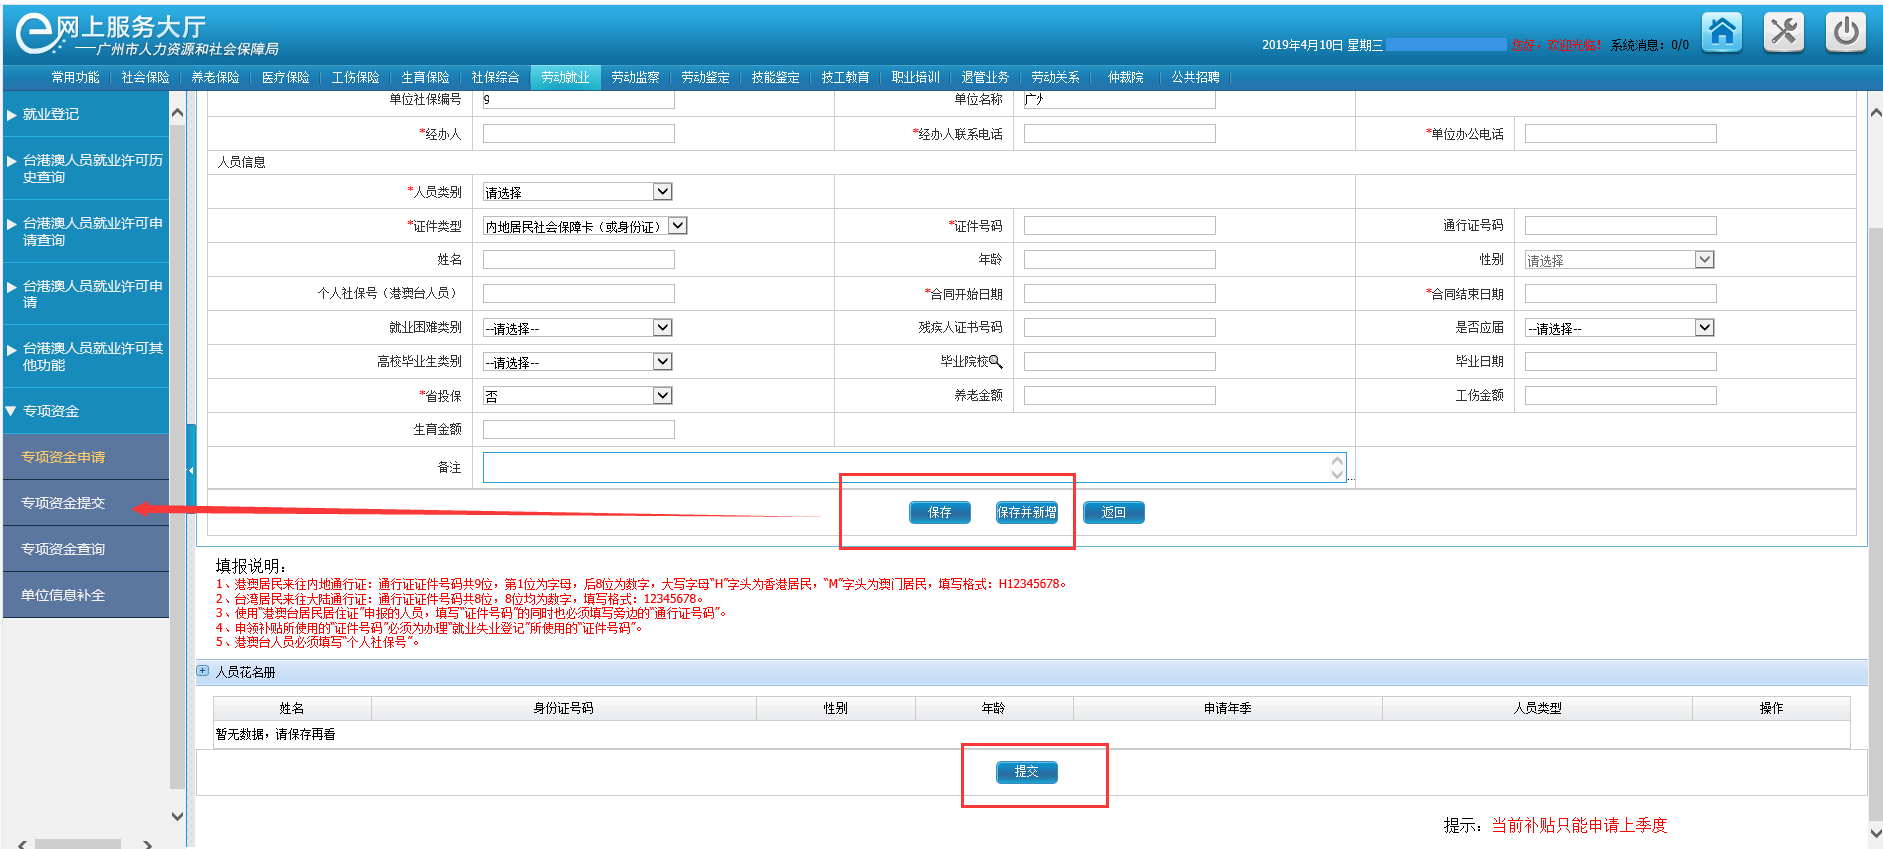 网上服务大厅
——广州市人力资源和社会保障局
2019年4月10日 星期三 您好，欢迎光临! 系统消息：0/0
常用功能 社会保险 养老保险 医疗保险 工伤保险 生育保险 社保综合 劳动就业 劳动监察 劳动鉴定 技能鉴定 技工教育 职业培训 退管业务 劳动关系 仲裁院 公共招聘
就业登记
台港澳人员就业许可历
史查询
台港澳人员就业许可申
请查询
台港澳人员就业许可申
请
台港澳人员就业许可其
他功能
专项资金
专项资金申请
专项资金提交
专项资金查询
单位信息补全
单位社保编号 9 单位名称 广
*经办人 *经办人联系电话 *单位办公电话
人员信息
*人员类别 请选择
*证件类型 内地居民社会保障卡（或身份证） *证件号码 通行证号码
姓名 年龄 性别 请选择
个人社保号（港澳台人员） *合同开始日期 *合同结束日期
就业困难类别 --请选择-- 残疾人证书号码 是否应届 --请选择--
高校毕业生类别 --请选择-- 毕业院校 毕业日期
*省投保 否 养老金额 工伤金额
生育金额
备注 ...
保存 保存并新增 返回
填报说明：
1、港澳居民来往内地通行证：通行证证件号码共9位，第1位为字母，后8位为数字，大写字母“H”字头为香港居民，“M”字头为澳门居民，填写格式：H12345678。
2、台湾居民来往大陆通行证：通行证证件号码共8位，8位均为数字，填写格式：12345678。
3、使用“港澳台居民居住证”申报的人员，填写“证件号码”的同时也必须填写旁边的“通行证号码”。
4、申领补贴所使用的“证件号码”必须为办理“就业失业登记”所使用的“证件号码”。
5、港澳台人员必须填写“个人社保号”。
人员花名册
姓名 身份证号码 性别 年龄 申请年季 人员类型 操作
暂无数据，请保存再看
提交
提示：当前补贴只能申请上季度